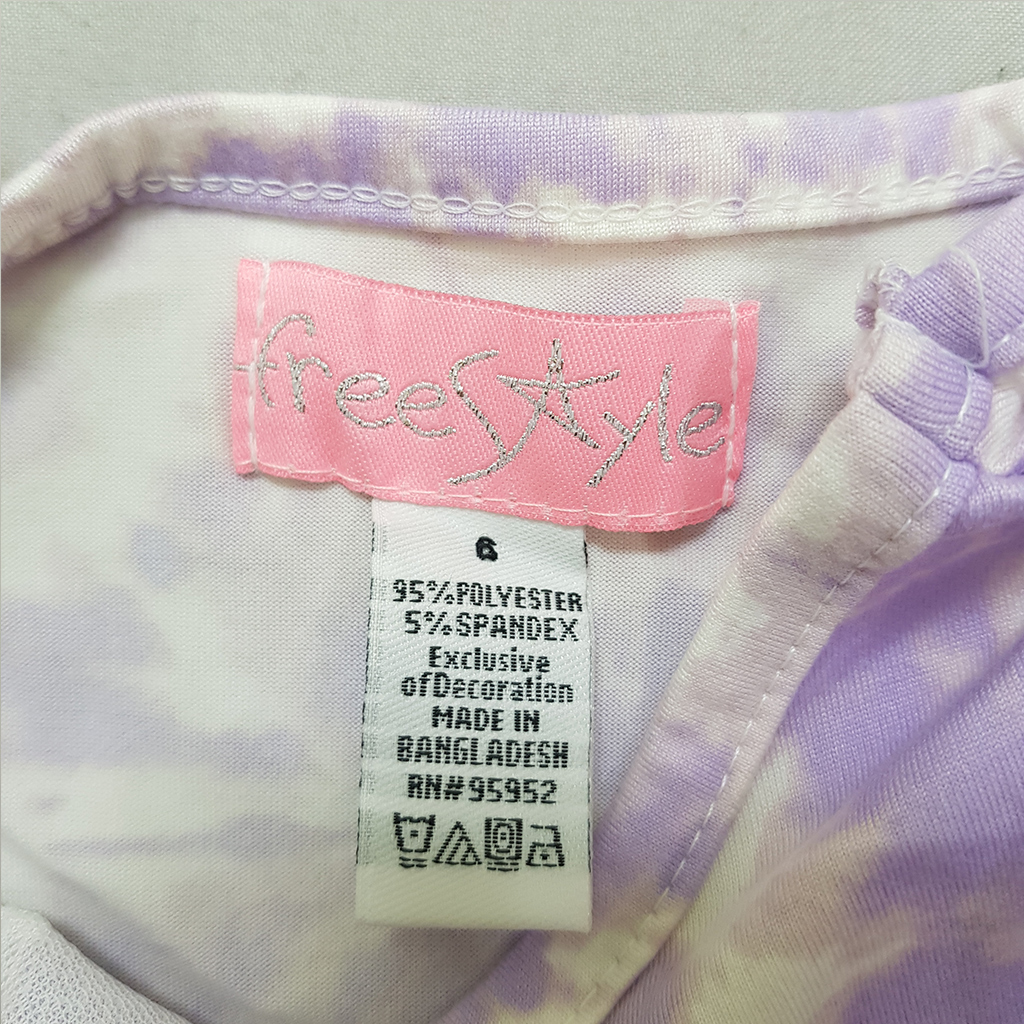 freestyle
6
95%POLYESTER
5%SPANDEX
Exclusive
ofDecoration
MADE IN
BANGLADESH
RN#95952